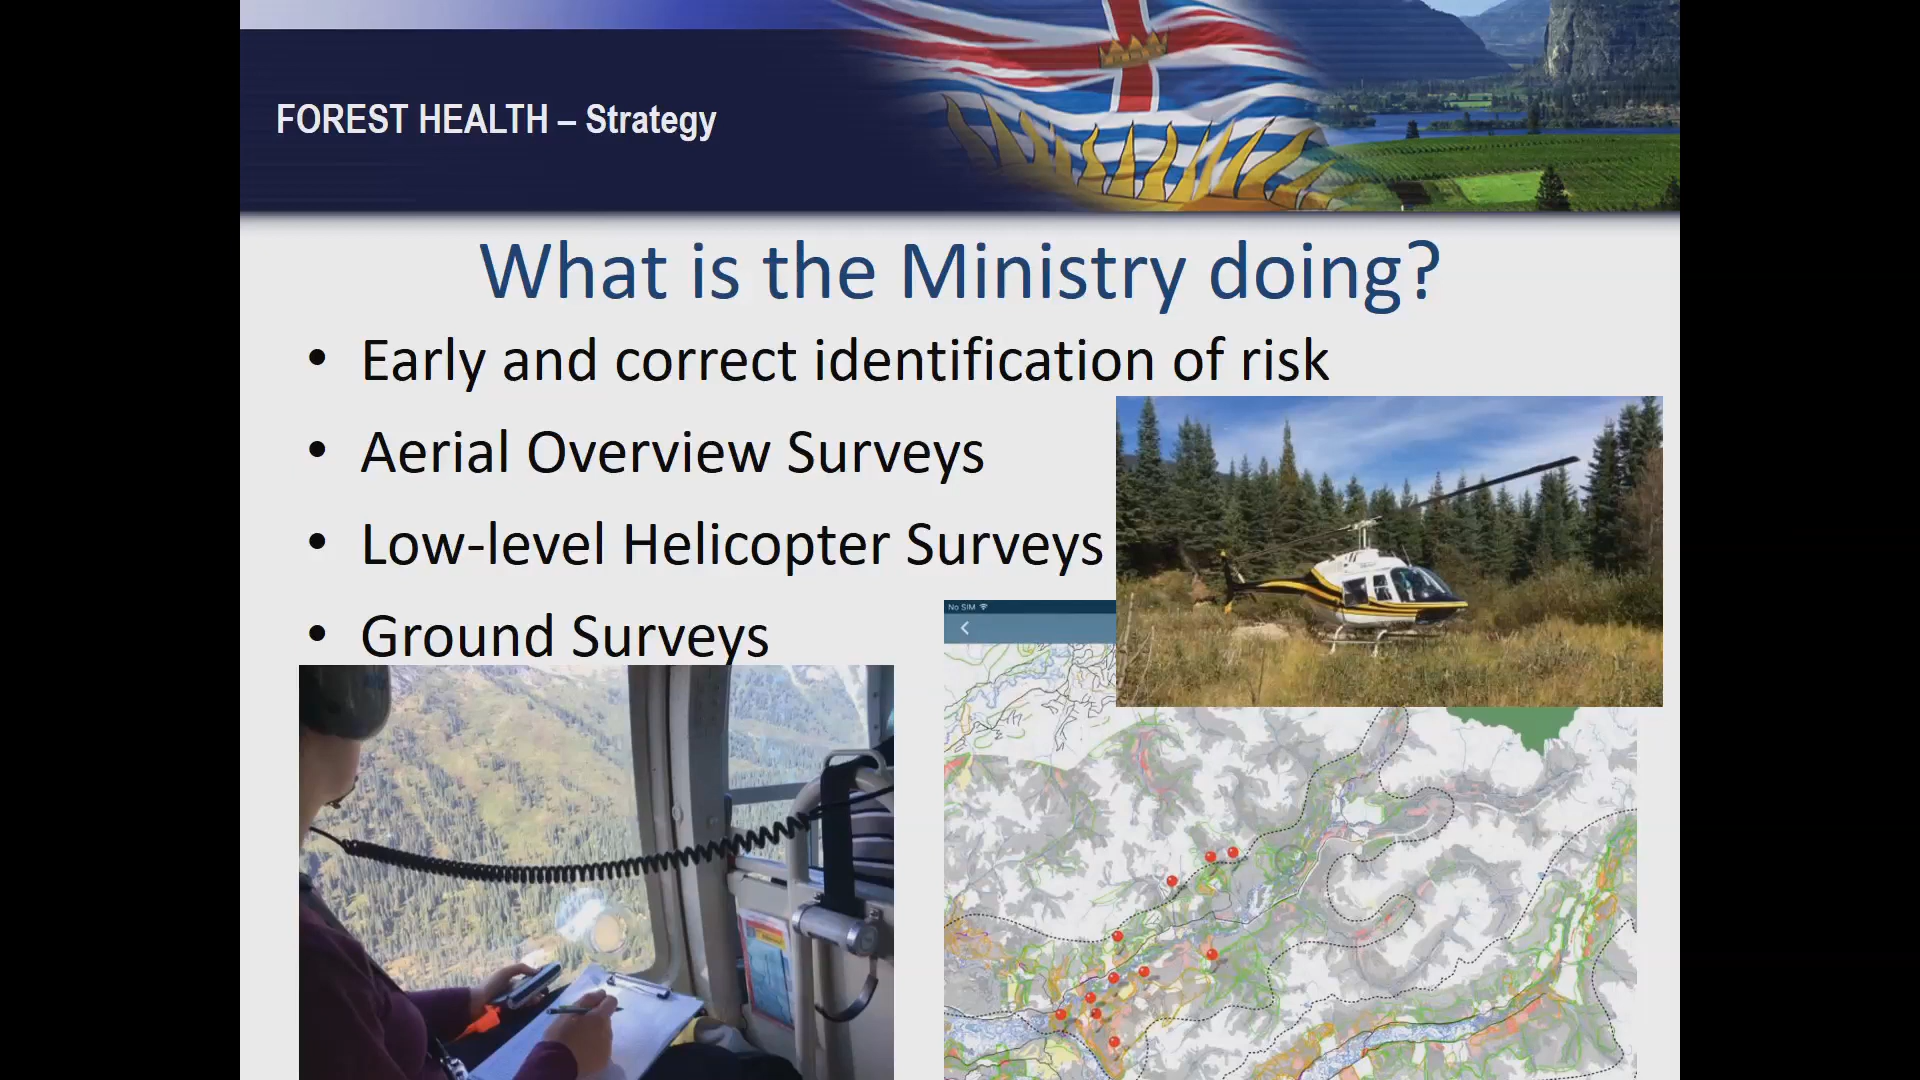 FOREST HEALTH – Strategy
What is the Ministry doing?
• Early and correct identification of risk
• Aerial Overview Surveys
• Low-level Helicopter Surveys
• Ground Surveys
No SIM